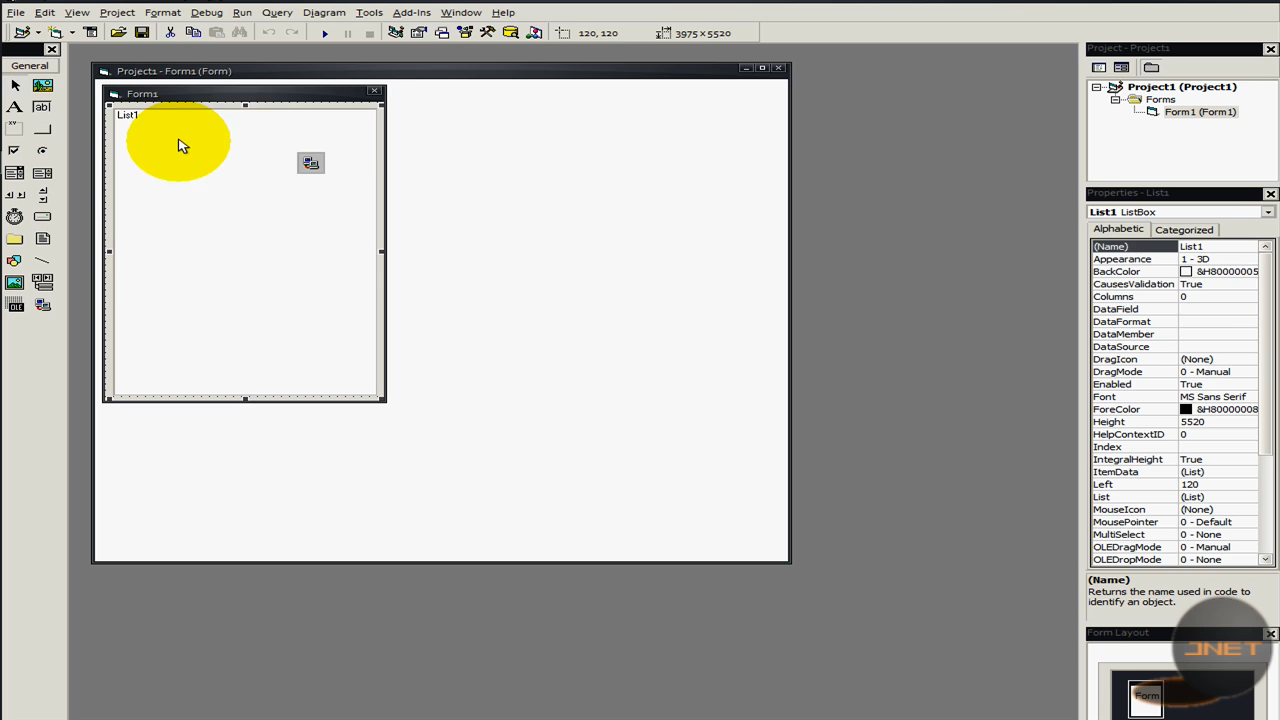 File Edit View Project Format Debug Run Query Diagram Tools Add-Ins Window Help
120, 120 3975 x 5520
General
A ab|
OLE
Project1 - Form1 (Form)
Form1
List1
Project - Project1
Project1 (Project1)
Forms
Form1 (Form1)
Properties - List1
List1 ListBox
Alphabetic Categorized
(Name) List1
Appearance 1 - 3D
BackColor &H80000005
CausesValidation True
Columns 0
DataField
DataFormat
DataMember
DataSource
DragIcon (None)
DragMode 0 - Manual
Enabled True
Font MS Sans Serif
ForeColor &H80000008
Height 5520
HelpContextID 0
Index
IntegralHeight True
ItemData (List)
Left 120
List (List)
MouseIcon (None)
MousePointer 0 - Default
MultiSelect 0 - None
OLEDragMode 0 - Manual
OLEDropMode 0 - None
(Name)
Returns the name used in code to
identify an object.
Form Layout
JNET
Form